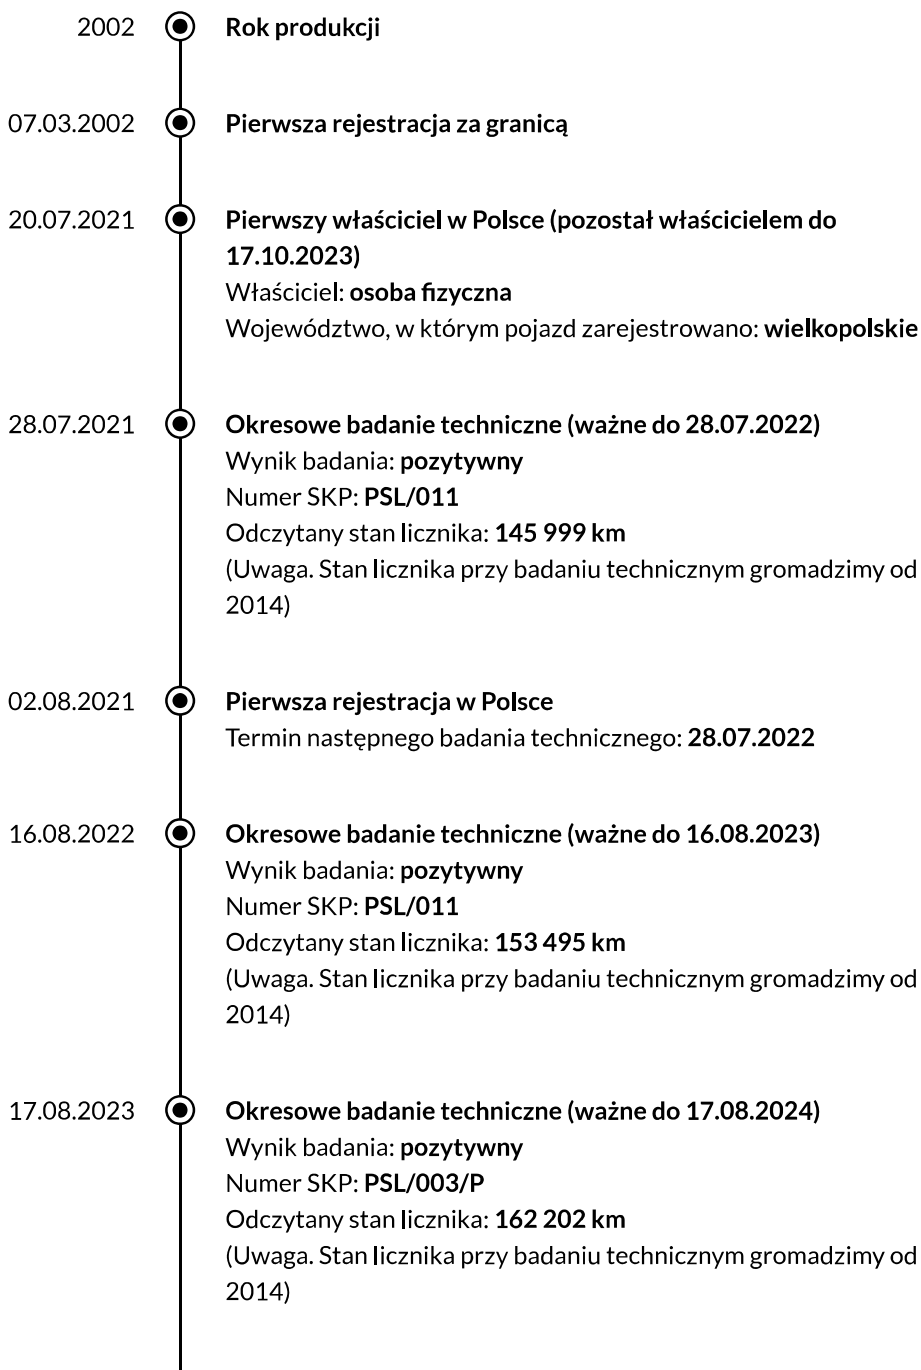 2002 Rok produkcji
07.03.2002 Pierwsza rejestracja za granicą
20.07.2021 Pierwszy właściciel w Polsce (pozostał właścicielem do
17.10.2023)
Właściciel: osoba fizyczna
Województwo, w którym pojazd zarejestrowano: wielkopolskie
28.07.2021 Okresowe badanie techniczne (ważne do 28.07.2022)
Wynik badania: pozytywny
Numer SKP: PSL/011
Odczytany stan licznika: 145 999 km
(Uwaga. Stan licznika przy badaniu technicznym gromadzimy od
2014)
02.08.2021 Pierwsza rejestracja w Polsce
Termin następnego badania technicznego: 28.07.2022
16.08.2022 Okresowe badanie techniczne (ważne do 16.08.2023)
Wynik badania: pozytywny
Numer SKP: PSL/011
Odczytany stan licznika: 153 495 km
(Uwaga. Stan licznika przy badaniu technicznym gromadzimy od
2014)
17.08.2023 Okresowe badanie techniczne (ważne do 17.08.2024)
Wynik badania: pozytywny
Numer SKP: PSL/003/P
Odczytany stan licznika: 162 202 km
(Uwaga. Stan licznika przy badaniu technicznym gromadzimy od
2014)